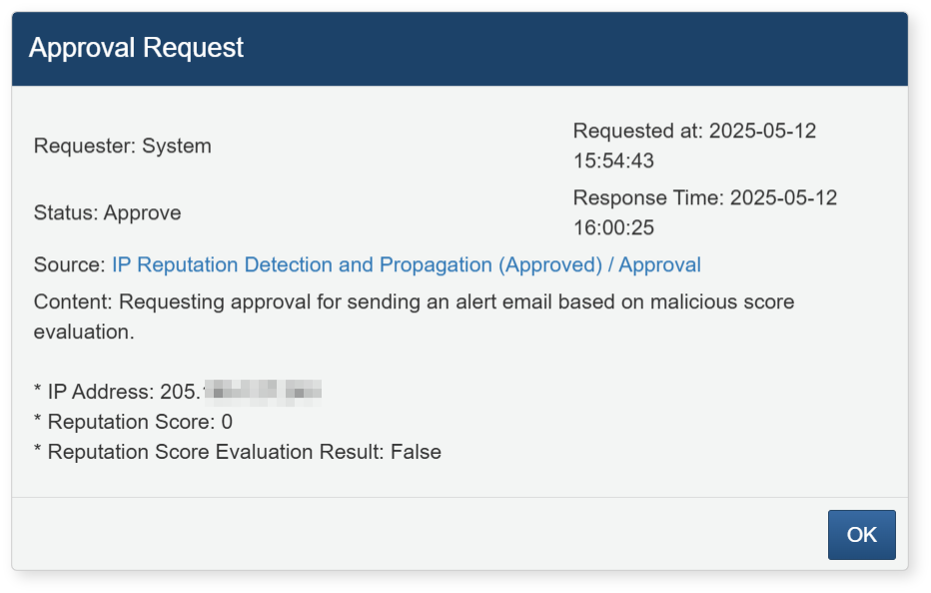 Approval Request
Requester: System
Requested at: 2025-05-12
15:54:43
Status: Approve
Response Time: 2025-05-12
16:00:25
Source: IP Reputation Detection and Propagation (Approved) / Approval
Content: Requesting approval for sending an alert email based on malicious score
evaluation.
* IP Address: 205.
* Reputation Score: 0
* Reputation Score Evaluation Result: False
OK